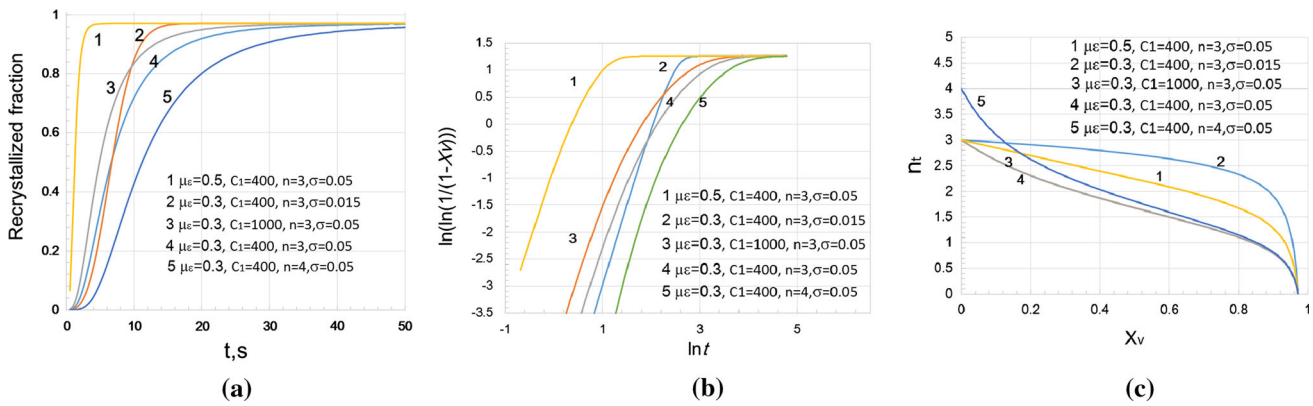 1
0.8
0.6
0.4
0.2
0
Recrystallized fraction
1
2
3
4
5
1 με=0.5, C1=400, n=3,σ=0.05
2 με=0.3, C1=400, n=3,σ=0.015
3 με=0.3, C1=1000, n=3,σ=0.05
4 με=0.3, C1=400, n=3,σ=0.05
5 με=0.3, C1=400, n=4,σ=0.05
0 10 20 30 40 50
t,s
(a)
1.5
0.5
-0.5
-1.5
-2.5
-3.5
ln(ln(1/(1-Xv)))
1
2
3
4
5
1 με=0.5, C1=400, n=3,σ=0.05
2 με=0.3, C1=400, n=3,σ=0.015
3 με=0.3, C1=1000, n=3,σ=0.05
4 με=0.3, C1=400, n=3,σ=0.05
5 με=0.3, C1=400, n=4,σ=0.05
-1 1 3 5
lnt
(b)
5
4.5
4
3.5
3
2.5
2
1.5
1
0.5
0
nt
1 με=0.5, C1=400, n=3,σ=0.05
2 με=0.3, C1=400, n=3,σ=0.015
3 με=0.3, C1=1000, n=3,σ=0.05
4 με=0.3, C1=400, n=3,σ=0.05
5 με=0.3, C1=400, n=4,σ=0.05
5
3
4
1
2
0 0.2 0.4 0.6 0.8 1
Xv
(c)